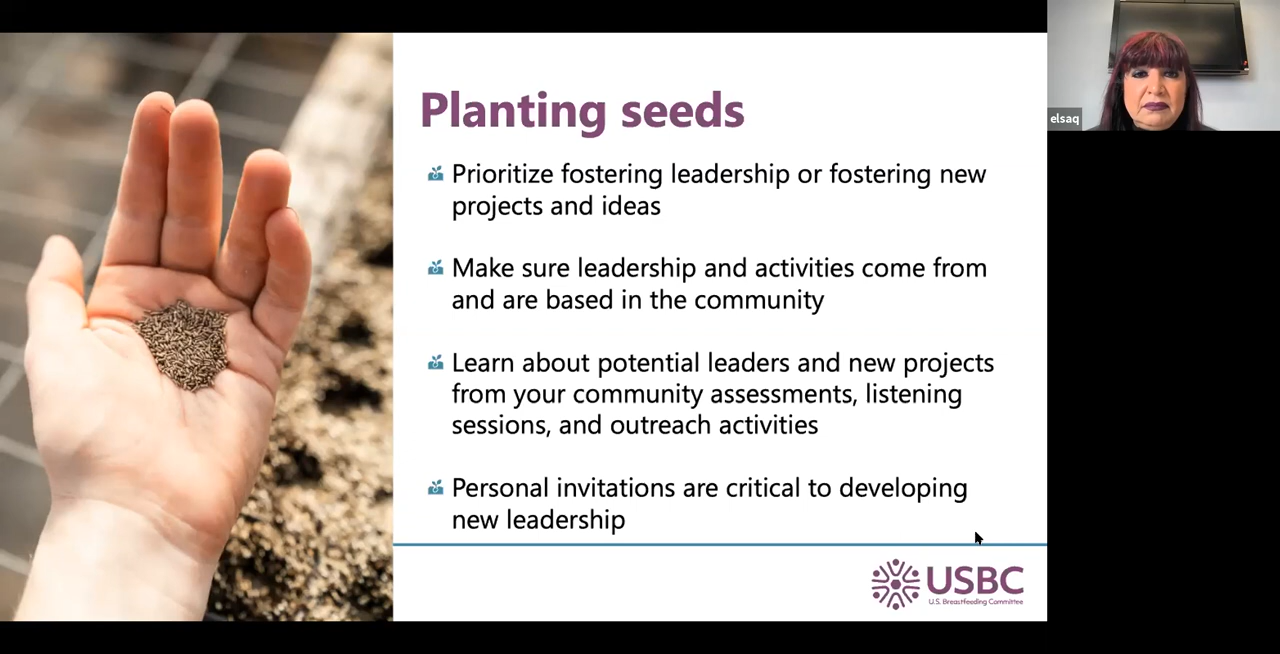 Planting seeds
Prioritize fostering leadership or fostering new
projects and ideas
Make sure leadership and activities come from
and are based in the community
Learn about potential leaders and new projects
from your community assessments, listening
sessions, and outreach activities
Personal invitations are critical to developing
new leadership
USBC
U.S. Breastfeeding Committee
elsaq